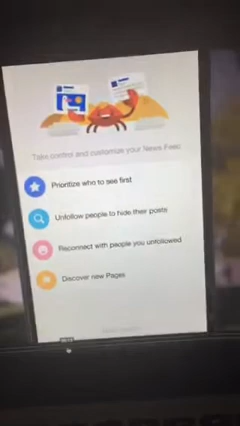 Take control and customize your News Feed
Prioritize who to see first
Unfollow people to hide their posts
Reconnect with people you unfollowed
Discover new Pages